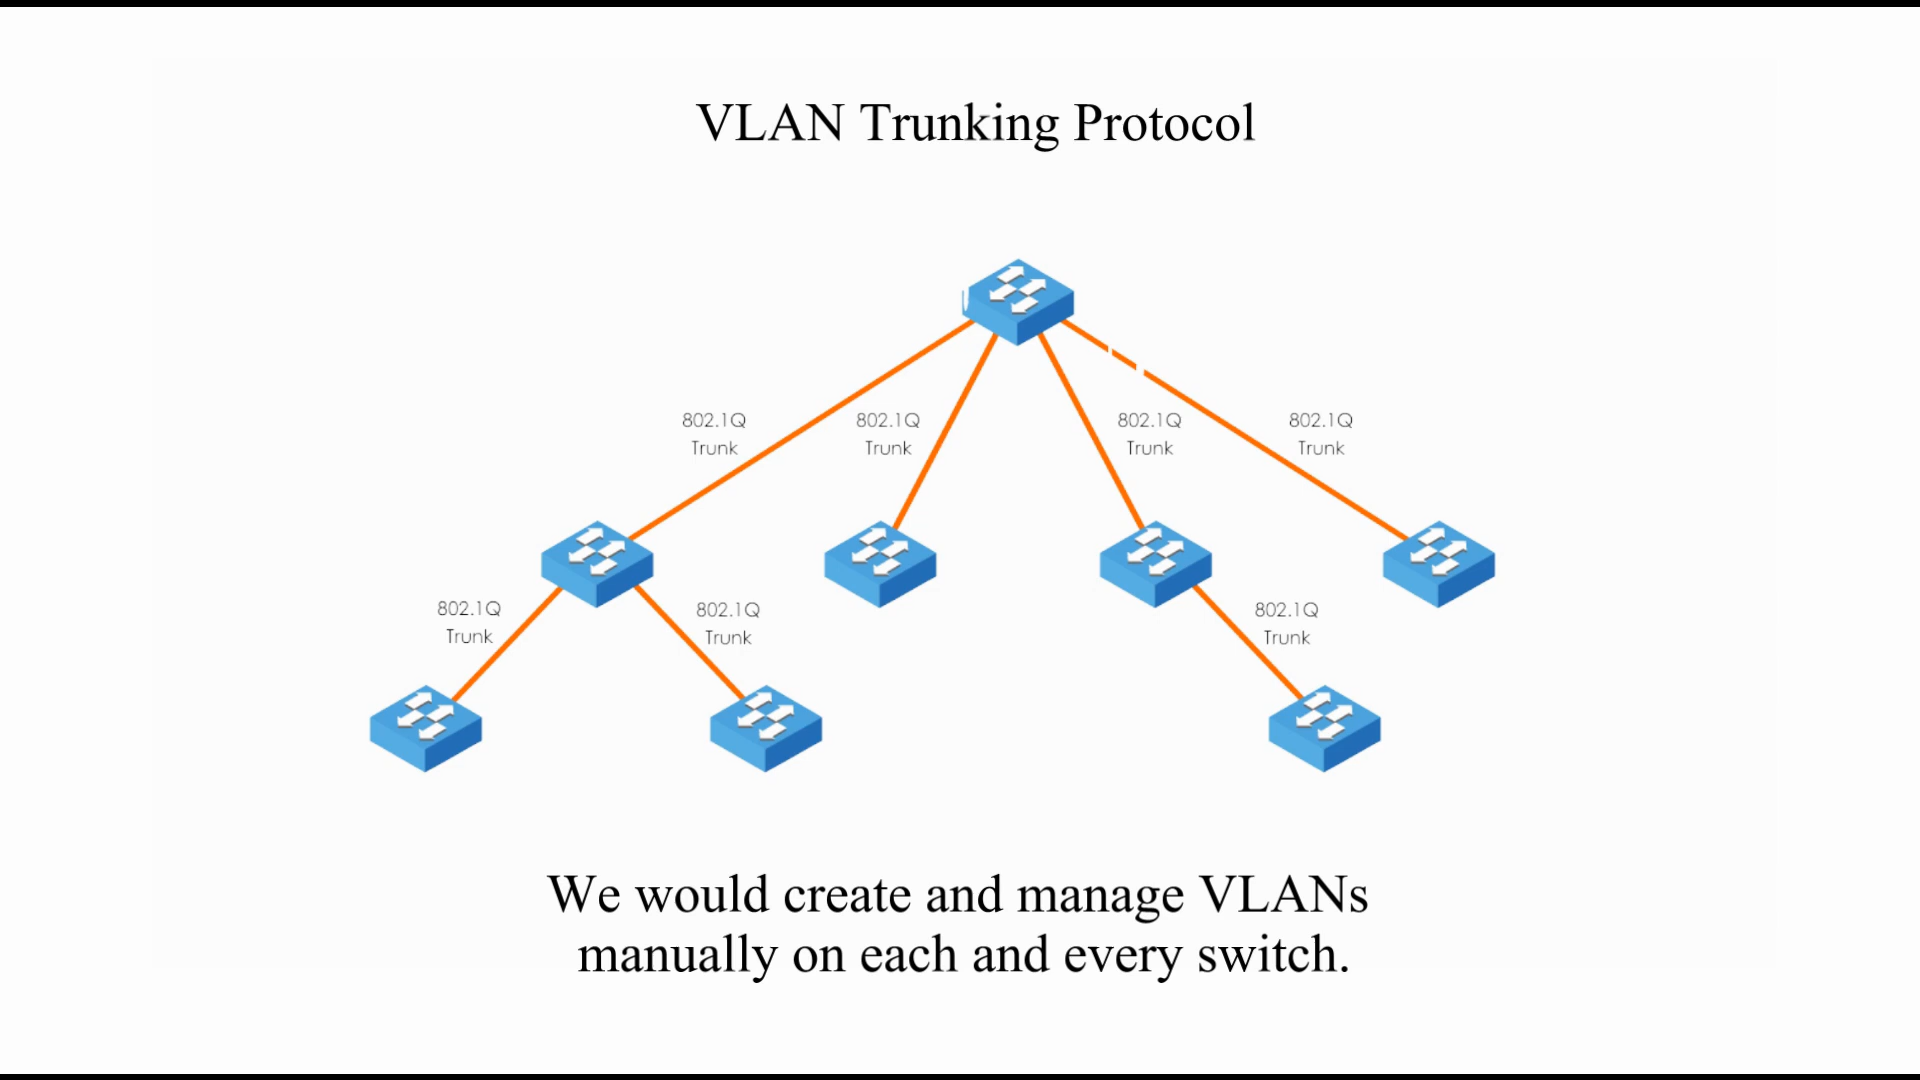 VLAN Trunking Protocol
802.1Q
Trunk
802.1Q
Trunk
802.1Q
Trunk
802.1Q
Trunk
802.1Q
Trunk
802.1Q
Trunk
802.1Q
Trunk
We would create and manage VLANs
manually on each and every switch.